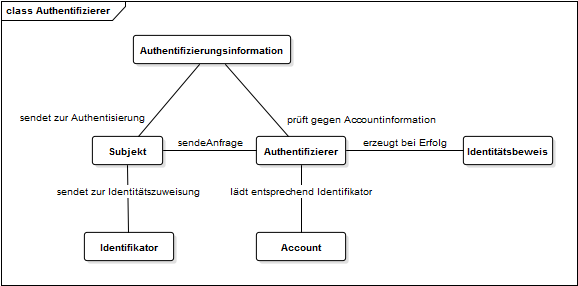 class Authentifizierer
Authentifizierungsinformation
sendet zur Authentisierung
prüft gegen Accountinformation
Subjekt
sendeAnfrage
Authentifizierer
erzeugt bei Erfolg
Identitätsbeweis
sendet zur Identitätszuweisung
lädt entsprechend Identifikator
Identifikator
Account